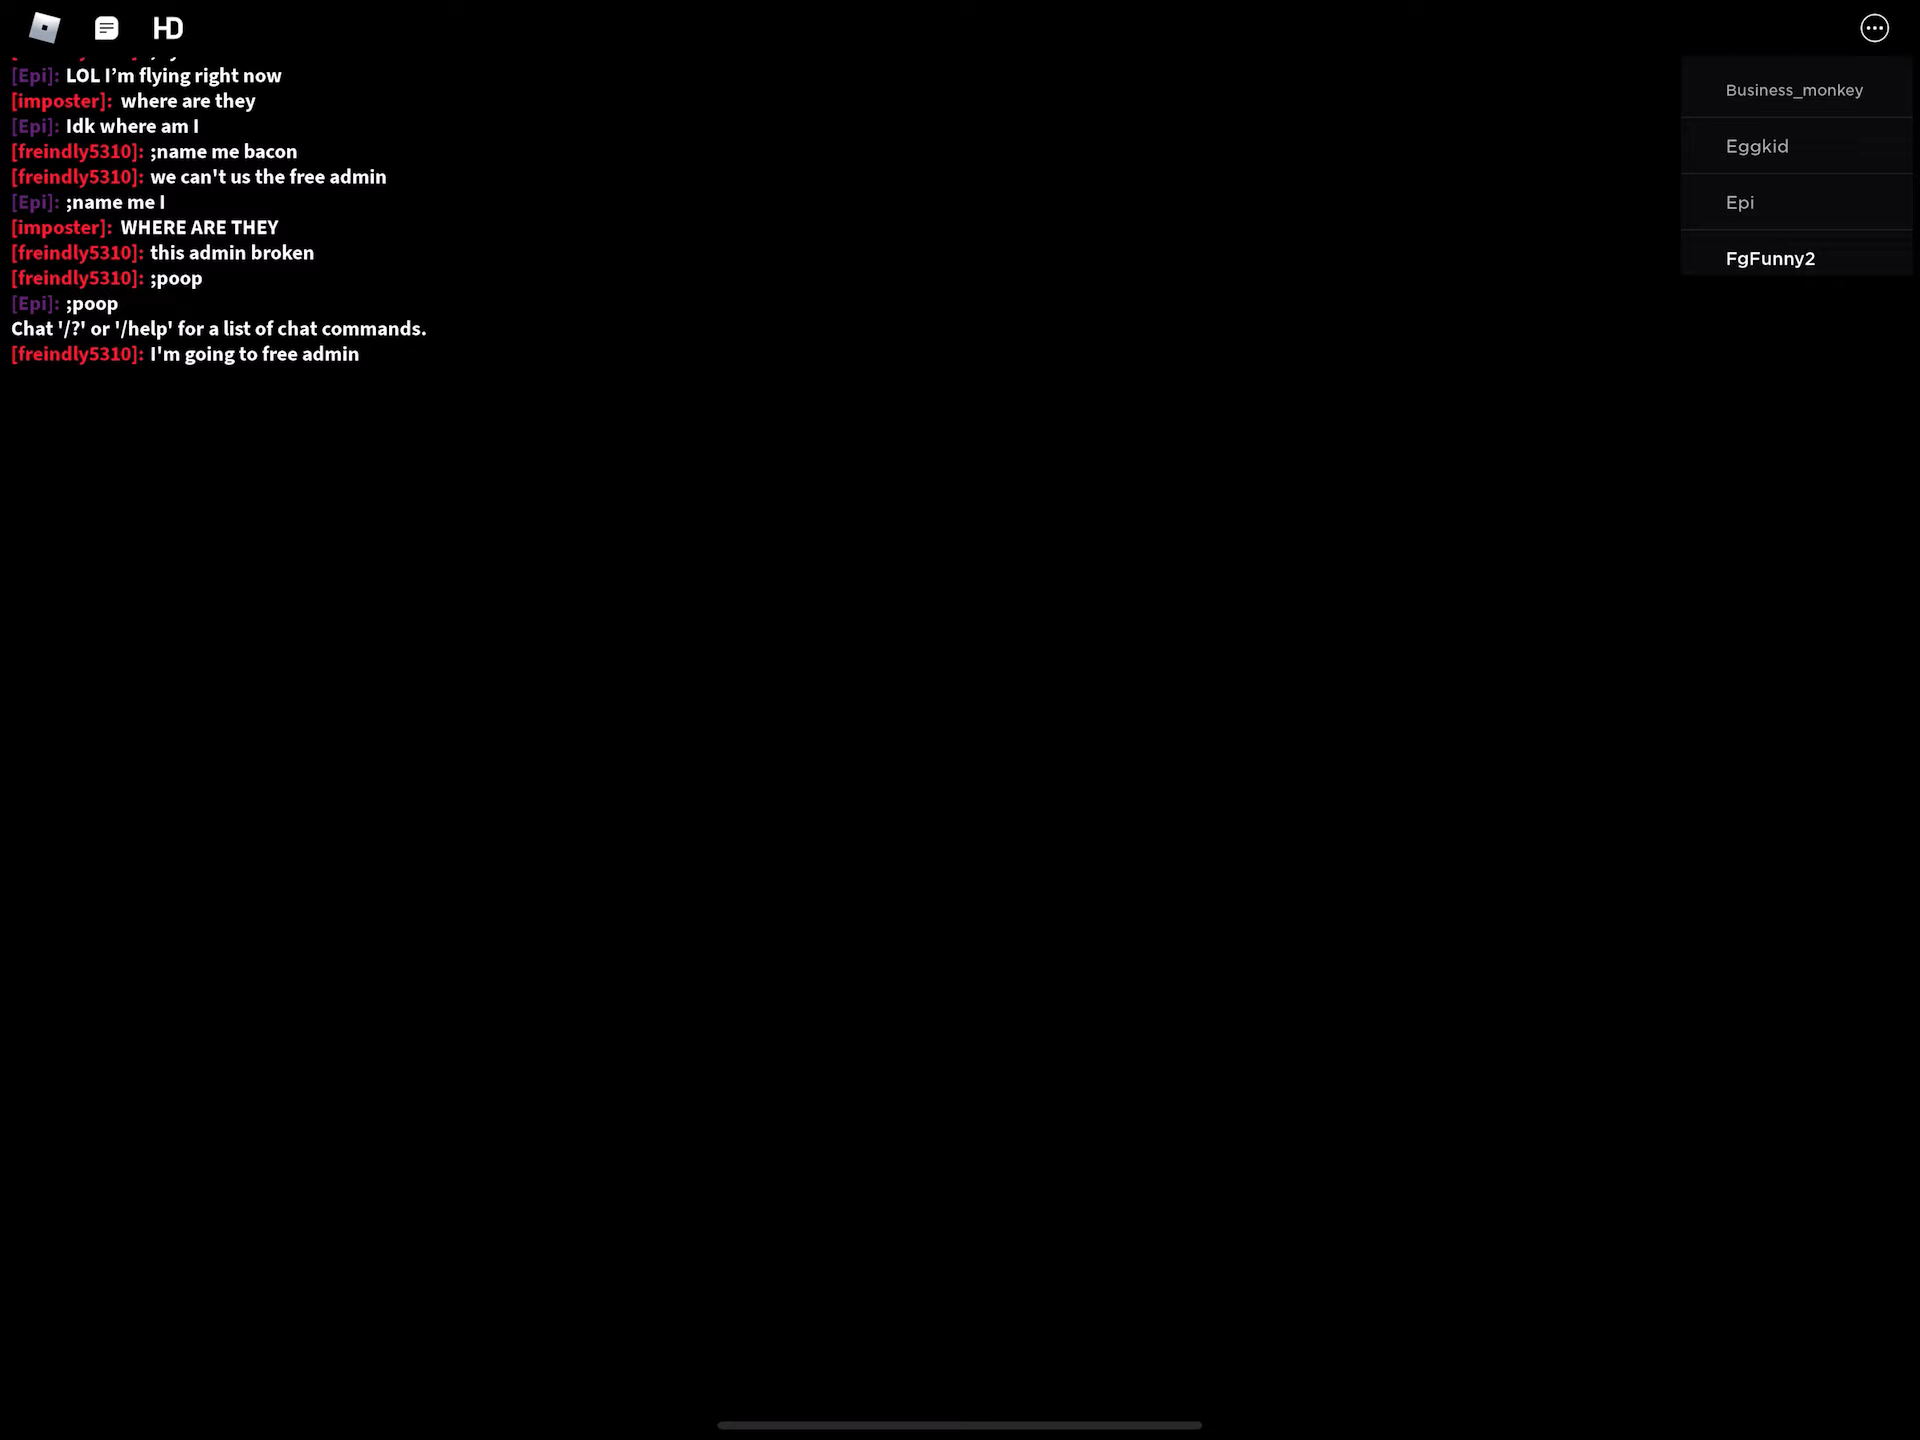 HD
[Epi]: LOL I’m flying right now
[imposter]: where are they
[Epi]: Idk where am I
[freindly5310]: ;name me bacon
[freindly5310]: we can't us the free admin
[Epi]: ;name me I
[imposter]: WHERE ARE THEY
[freindly5310]: this admin broken
[freindly5310]: ;poop
[Epi]: ;poop
Chat '/?' or '/help' for a list of chat commands.
[freindly5310]: I'm going to free admin
Business_monkey
Eggkid
Epi
FgFunny2